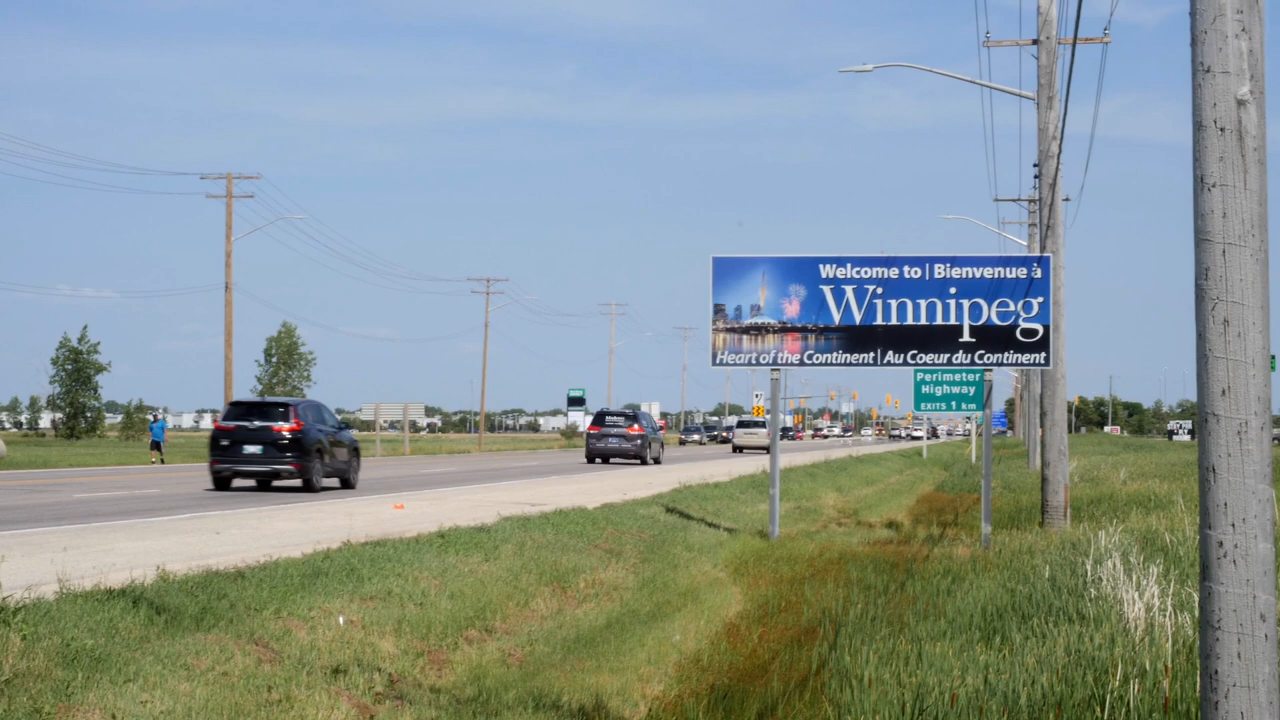 Welcome to | Bienvenue à
Winnipeg
Heart of the Continent | Au Coeur du Continent
Perimeter
Highway
EXITS 1 km